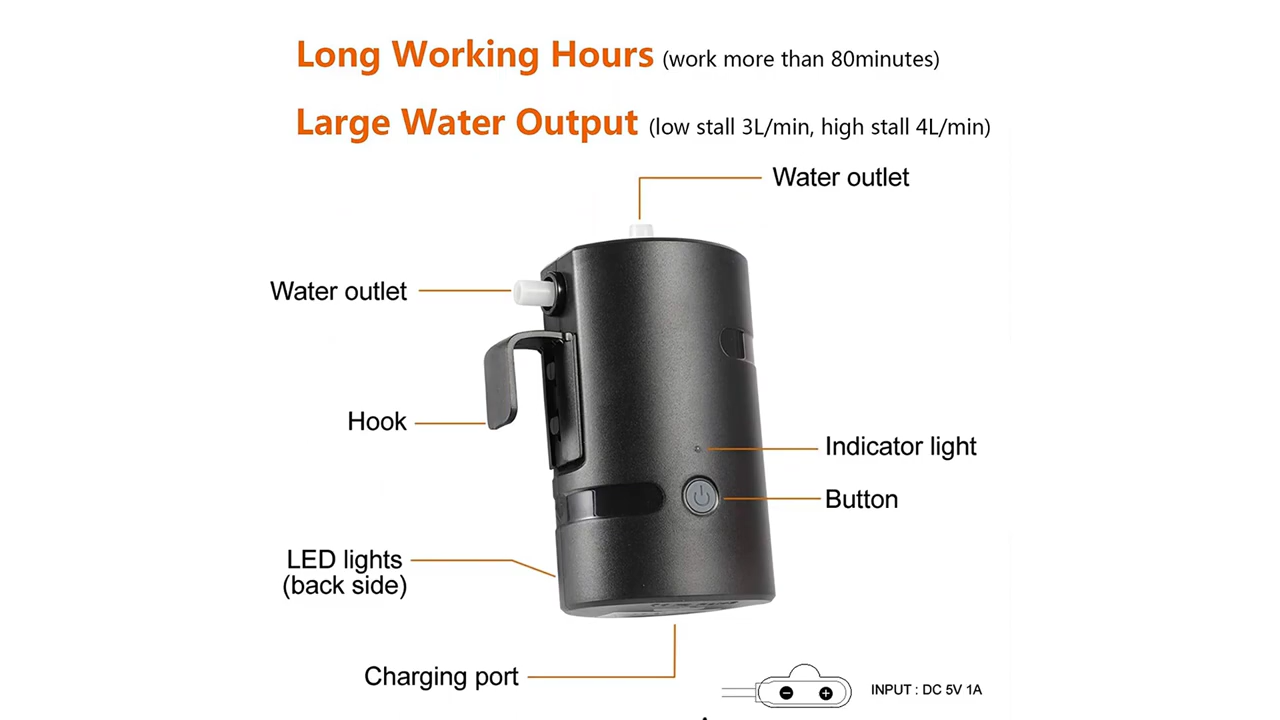 Long Working Hours (work more than 80minutes)
Large Water Output (low stall 3L/min, high stall 4L/min)
Water outlet
Water outlet
Hook
Indicator light
Button
LED lights
(back side)
Charging port
INPUT : DC 5V 1A